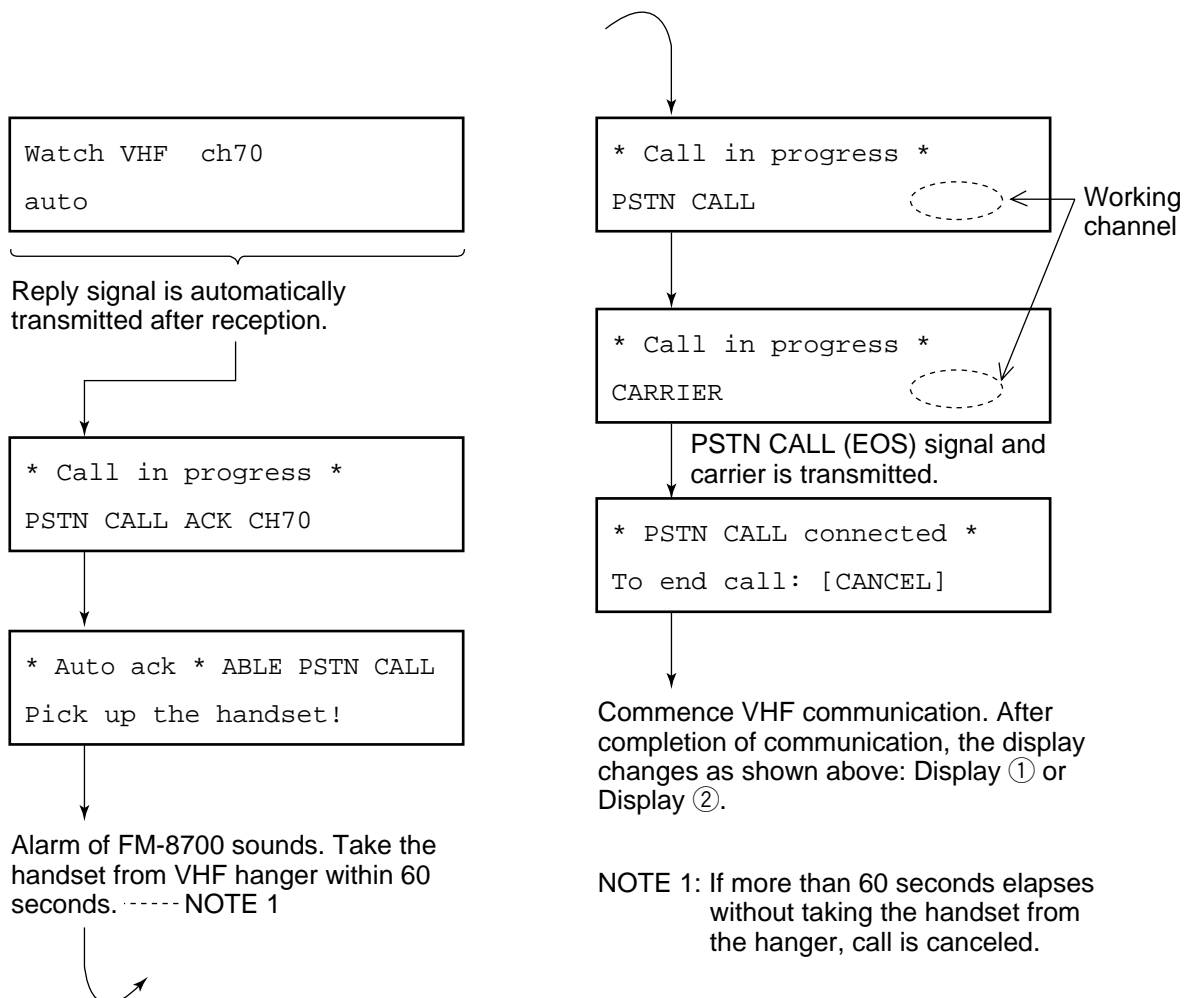 Watch VHF ch70
auto
Reply signal is automatically
transmitted after reception.
* Call in progress *
PSTN CALL ACK CH70
* Auto ack * ABLE PSTN CALL
Pick up the handset!
Alarm of FM-8700 sounds. Take the
handset from VHF hanger within 60
seconds. ------ NOTE 1
* Call in progress *
PSTN CALL
Working
channel
* Call in progress *
CARRIER
PSTN CALL (EOS) signal and
carrier is transmitted.
* PSTN CALL connected *
To end call: [CANCEL]
Commence VHF communication. After
completion of communication, the display
changes as shown above: Display ① or
Display ②.
NOTE 1: If more than 60 seconds elapses
without taking the handset from
the hanger, call is canceled.